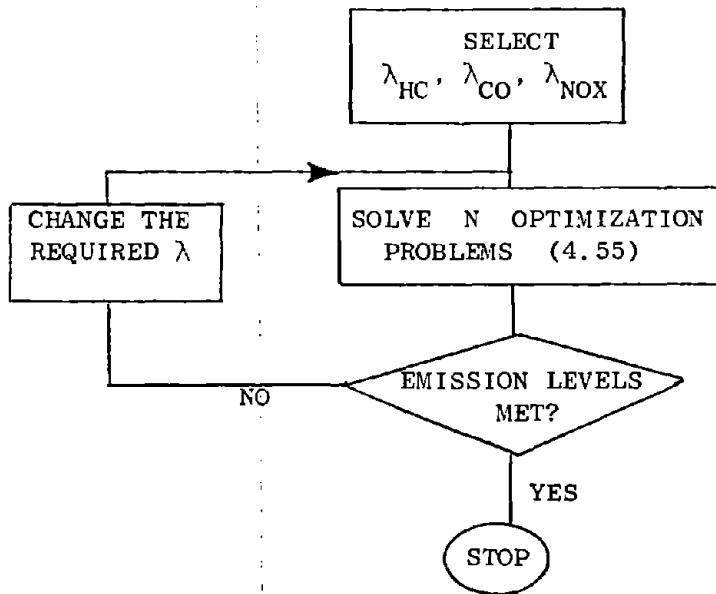 SELECT
λHC, λCO, λNOX
CHANGE THE
REQUIRED λ
SOLVE N OPTIMIZATION
PROBLEMS (4.55)
EMISSION LEVELS
MET?
NO
YES
STOP